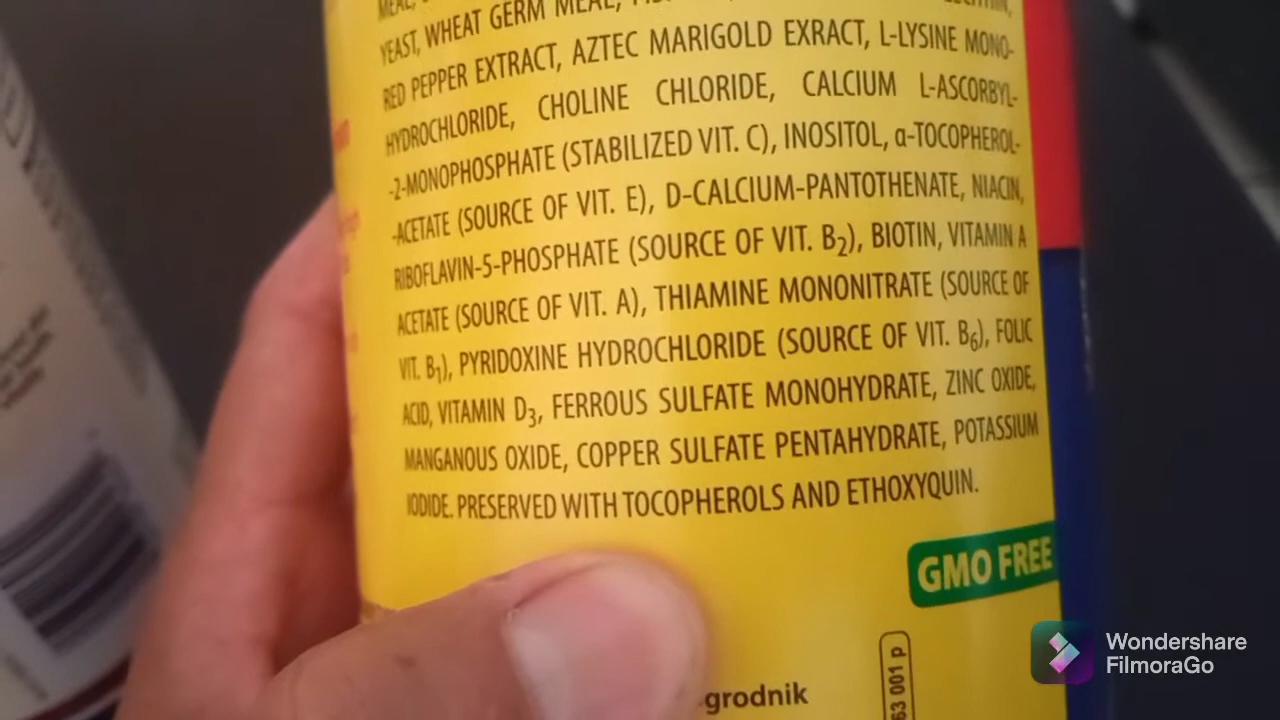 MEAL,
YEAST, WHEAT GERM MEAL,
RED PEPPER EXTRACT, AZTEC MARIGOLD EXRACT, L-LYSINE MONO-
HYDROCHLORIDE, CHOLINE CHLORIDE, CALCIUM L-ASCORBYL-
-2-MONOPHOSPHATE (STABILIZED VIT. C), INOSITOL, α-TOCOPHEROL-
-ACETATE (SOURCE OF VIT. E), D-CALCIUM-PANTOTHENATE, NIACIN,
RIBOFLAVIN-5-PHOSPHATE (SOURCE OF VIT. B₂), BIOTIN, VITAMIN A
ACETATE (SOURCE OF VIT. A), THIAMINE MONONITRATE (SOURCE OF
VIT. B₁), PYRIDOXINE HYDROCHLORIDE (SOURCE OF VIT. B₆), FOLIC
ACID, VITAMIN D₃, FERROUS SULFATE MONOHYDRATE, ZINC OXIDE,
MANGANOUS OXIDE, COPPER SULFATE PENTAHYDRATE, POTASSIUM
IODIDE. PRESERVED WITH TOCOPHEROLS AND ETHOXYQUIN.
GMO FREE
grodnik
63 001 p
Wondershare
FilmoraGo